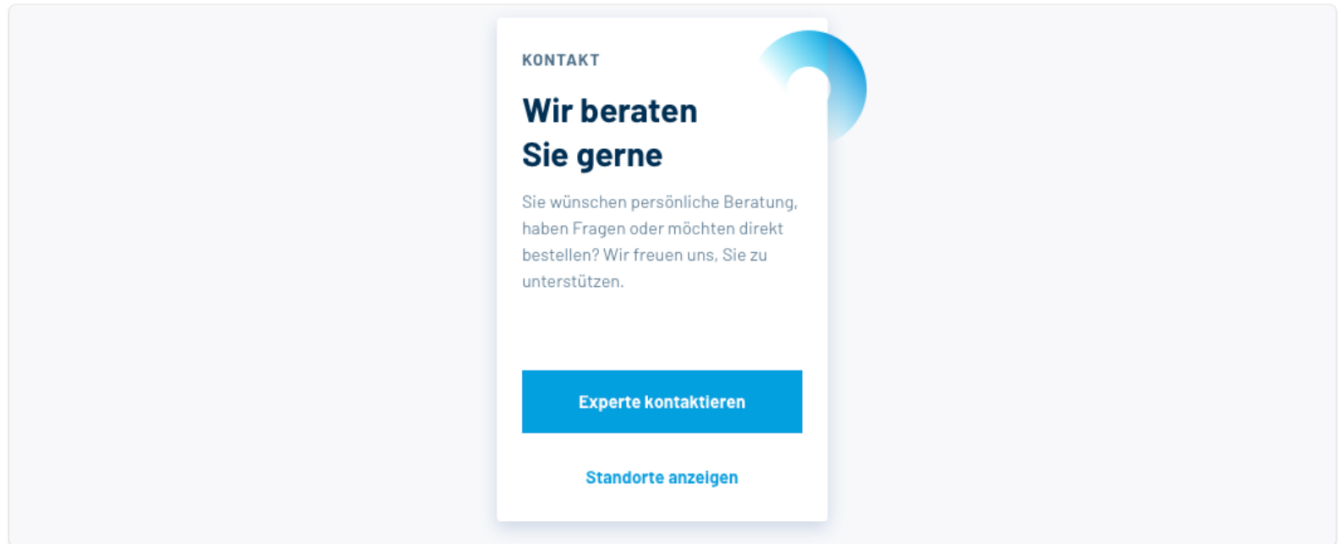 KONTAKT
Wir beraten
Sie gerne
Sie wünschen persönliche Beratung,
haben Fragen oder möchten direkt
bestellen? Wir freuen uns, Sie zu
unterstützen.
Experte kontaktieren
Standorte anzeigen